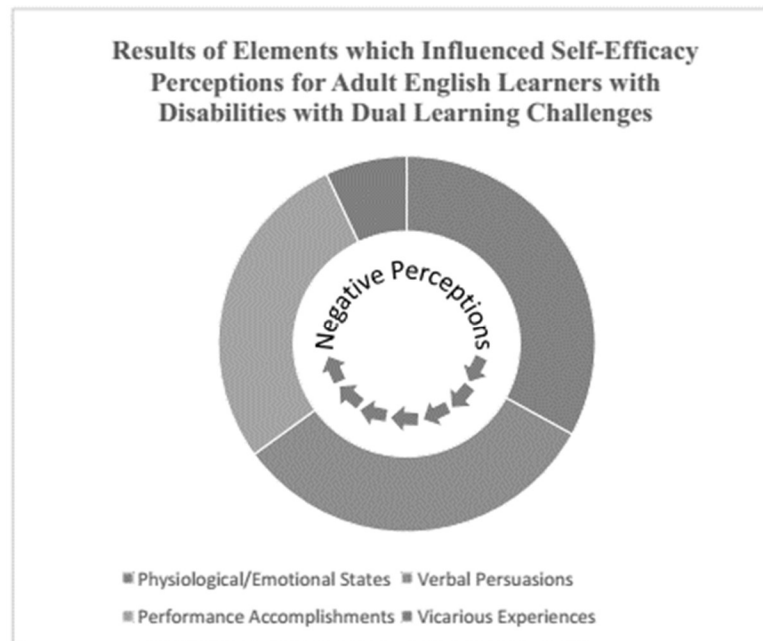 Results of Elements which Influenced Self-Efficacy
Perceptions for Adult English Learners with
Disabilities with Dual Learning Challenges
Negative Perceptions
Physiological/Emotional States Verbal Persuasions
Performance Accomplishments Vicarious Experiences